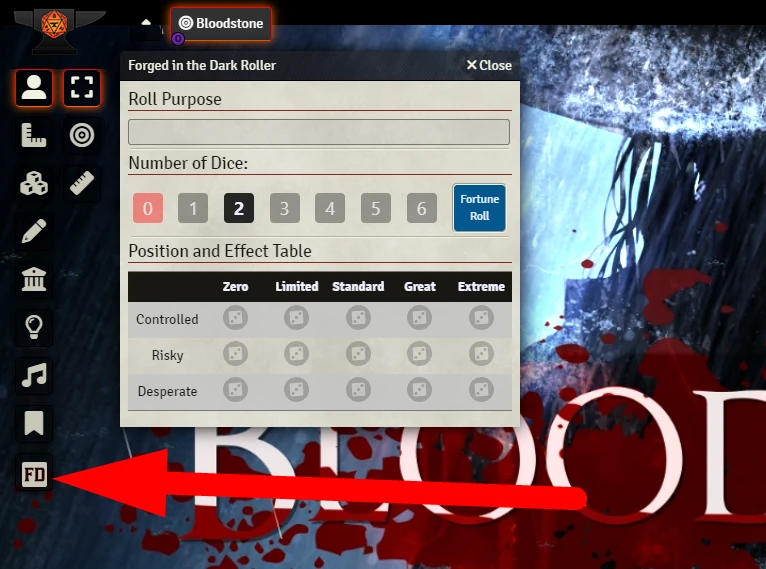 Bloodstone
Forged in the Dark Roller
Close
Roll Purpose
Number of Dice:
0 1 2 3 4 5 6
Fortune
Roll
Position and Effect Table
Zero Limited Standard Great Extreme
Controlled
Risky
Desperate
FD
BLOOD